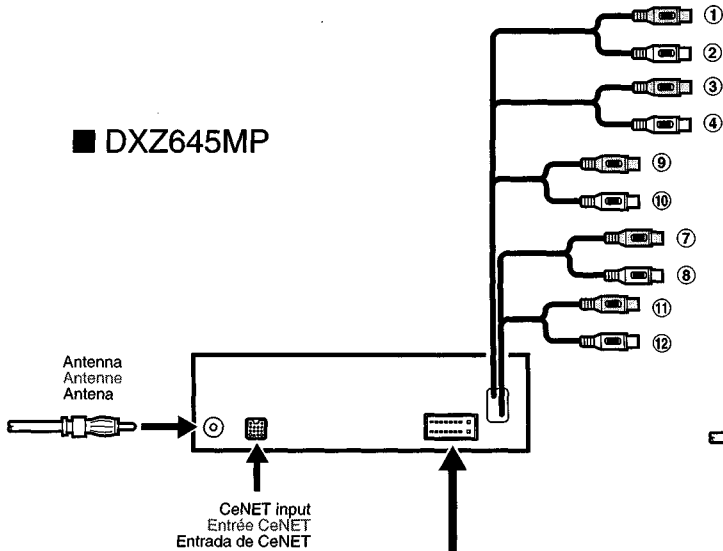 ①
②
③
④
■ DXZ645MP
⑨
⑩
⑦
⑧
⑪
⑫
Antenna
Antenne
Antena
CeNET input
Entrée CeNET
Entrada de CeNET